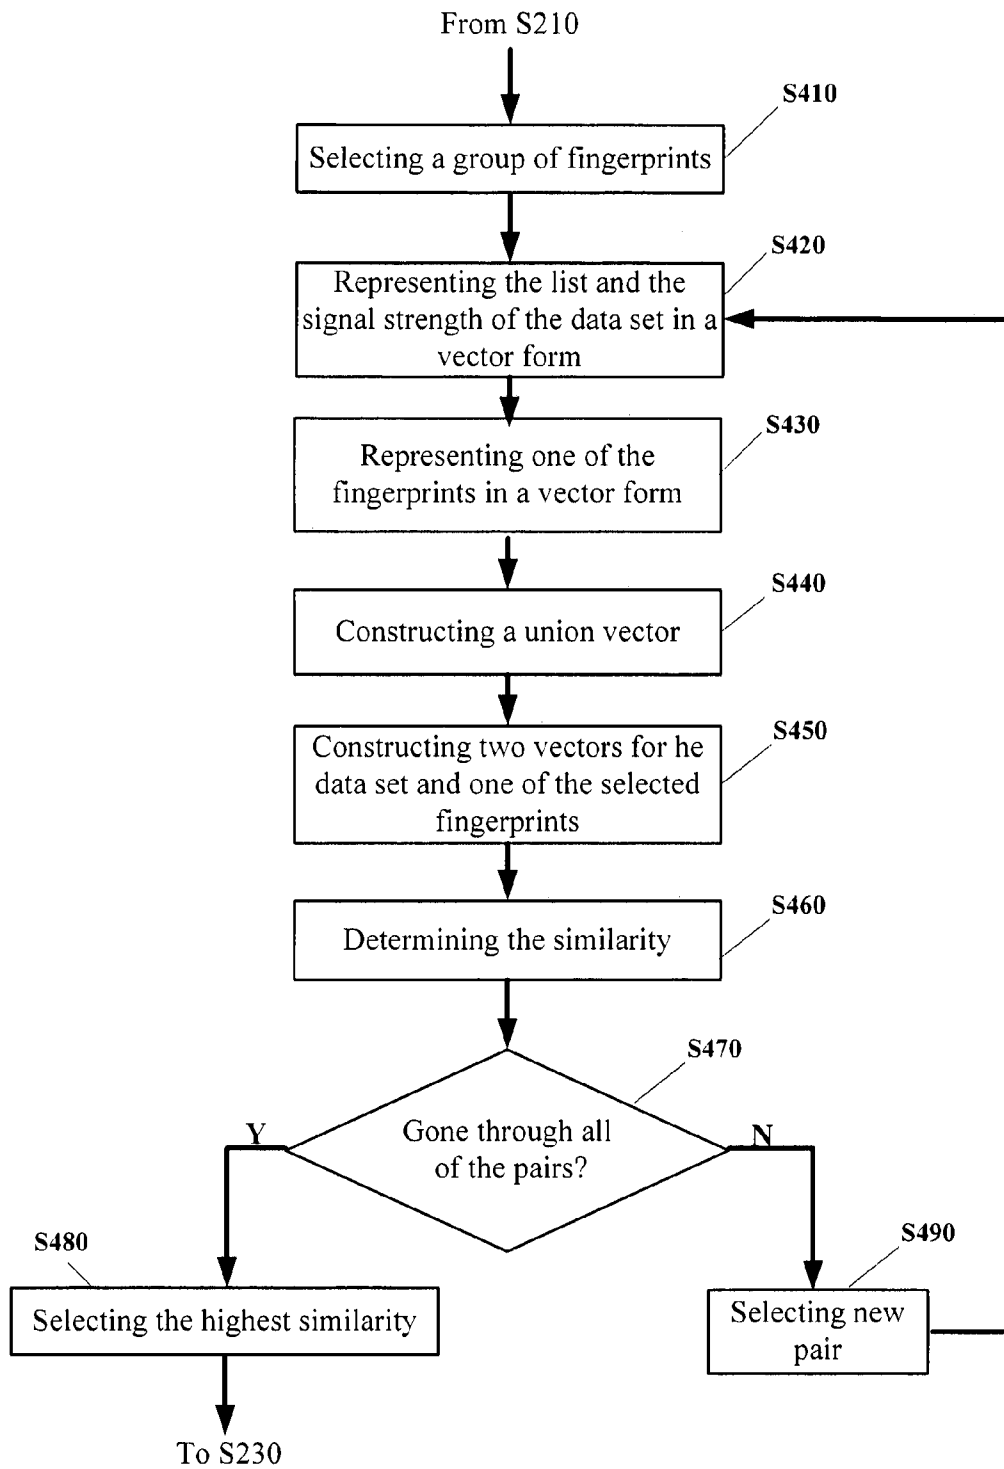 From S210
S410
Selecting a group of fingerprints
S420
Representing the list and the
signal strength of the data set in a
vector form
S430
Representing one of the
fingerprints in a vector form
S440
Constructing a union vector
S450
Constructing two vectors for he
data set and one of the selected
fingerprints
S460
Determining the similarity
S470
Gone through all
of the pairs?
Y
N
S480
Selecting the highest similarity
S490
Selecting new
pair
To S230